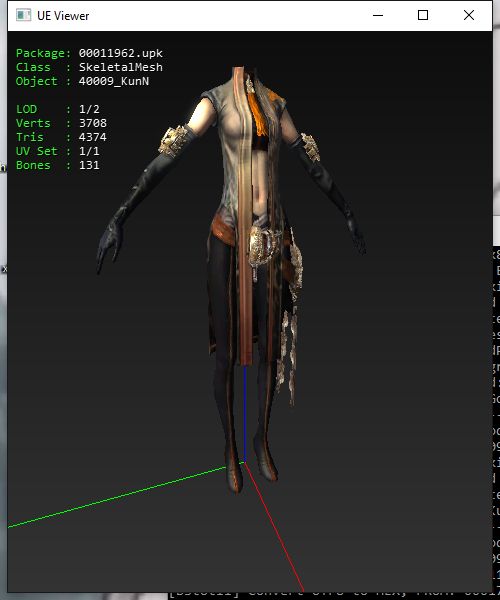 UE Viewer
Package: 00011962.upk
Class  : SkeletalMesh
Object : 40009_KunN
LOD    : 1/2
Verts  : 3708
Tris   : 4374
UV Set : 1/1
Bones  : 131